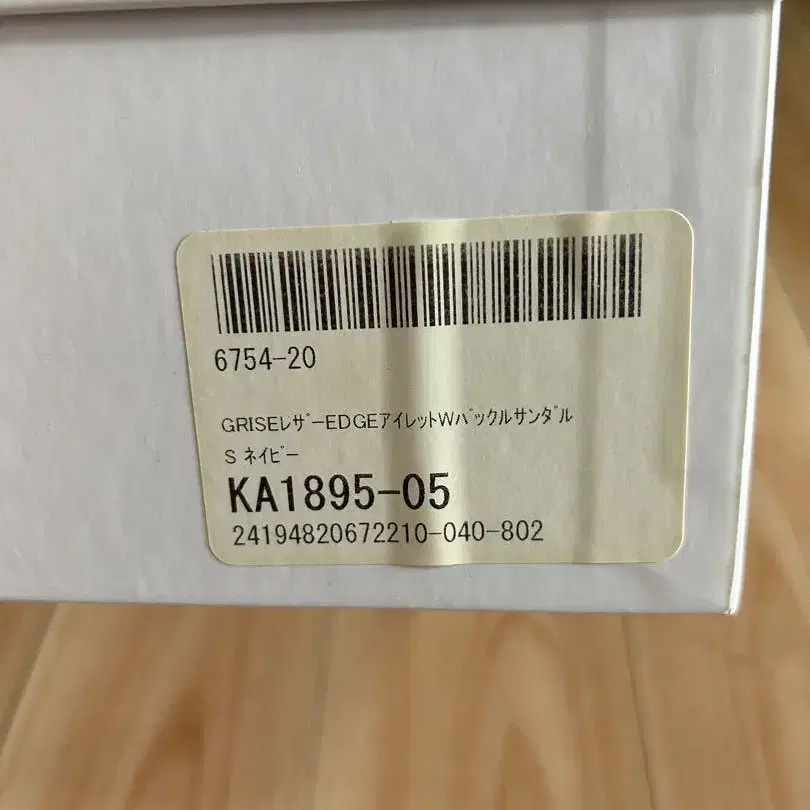 6754-20
GRISEﾚｻﾞｰEDGEｱｲﾚｯﾄWﾊﾞｯｸﾙｻﾝﾀﾞﾙ
S ﾈｲﾋﾞｰ
KA1895-05
24194820672210-040-802